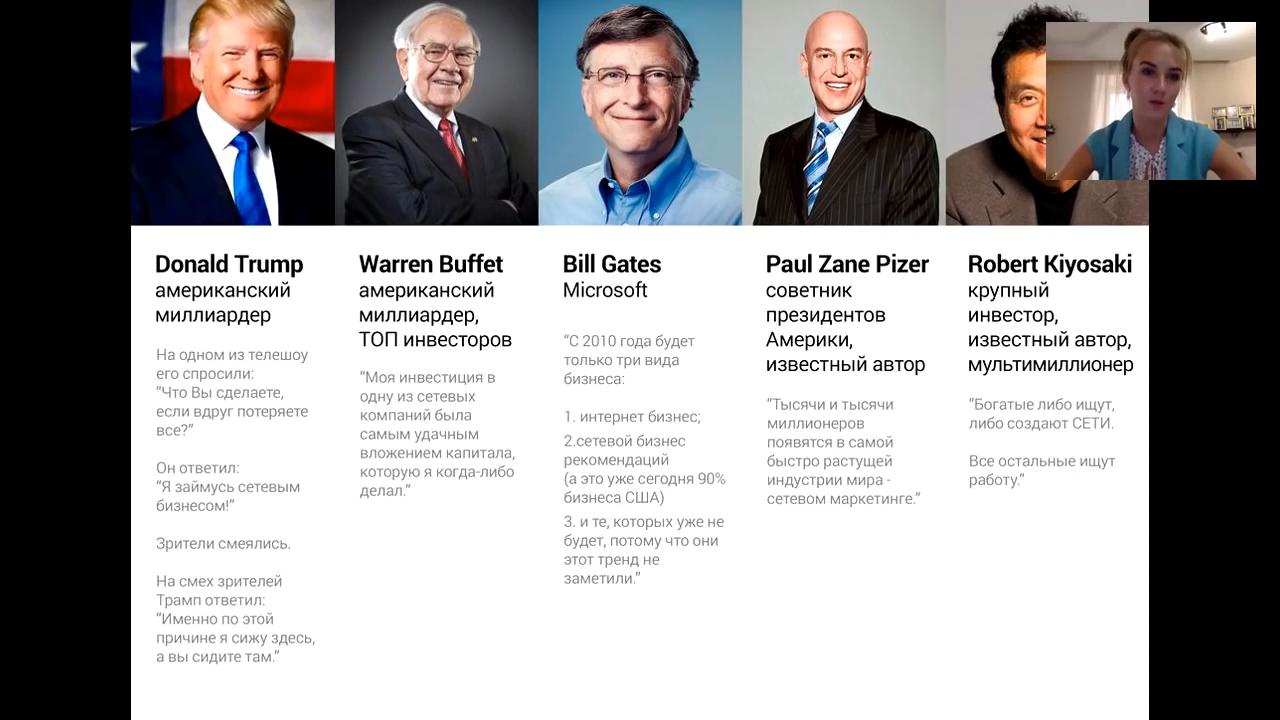 Donald Trump
американский
миллиардер
На одном из телешоу
его спросили:
“Что Вы сделаете,
если вдруг потеряете
все?”
Он ответил:
“Я займусь сетевым
бизнесом!”
Зрители смеялись.
На смех зрителей
Трамп ответил:
“Именно по этой
причине я сижу здесь,
а вы сидите там.”
Warren Buffet
американский
миллиардер,
ТОП инвесторов
“Моя инвестиция в
одну из сетевых
компаний была
самым удачным
вложением капитала,
которую я когда-либо
делал.”
Bill Gates
Microsoft
“С 2010 года будет
только три вида
бизнеса:
1. интернет бизнес;
2.сетевой бизнес
рекомендаций
(а это уже сегодня 90%
бизнеса США)
3. и те, которых уже не
будет, потому что они
этот тренд не
заметили.”
Paul Zane Pizer
советник
президентов
Америки,
известный автор
“Тысячи и тысячи
миллионеров
появятся в самой
быстро растущей
индустрии мира -
сетевом маркетинге.”
Robert Kiyosaki
крупный
инвестор,
известный автор,
мультимиллионер
“Богатые либо ищут,
либо создают СЕТИ.
Все остальные ищут
работу.”